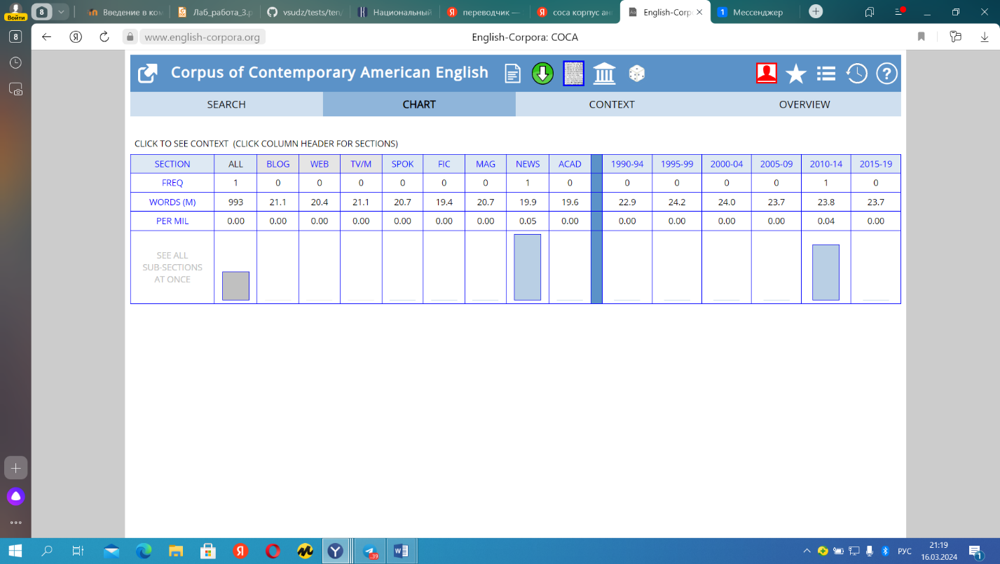 Войти
8
Введение в ком
Лаб_работа_3.p
vsudz/tests/ten/
Национальный
переводчик —
соса корпус ан
English-Corp
Мессенджер
8
www.english-corpora.org
English-Corpora: COCA
Corpus of Contemporary American English
SEARCH CHART CONTEXT OVERVIEW
CLICK TO SEE CONTEXT (CLICK COLUMN HEADER FOR SECTIONS)
SECTION ALL BLOG WEB TV/M SPOK FIC MAG NEWS ACAD 1990-94 1995-99 2000-04 2005-09 2010-14 2015-19
FREQ 1 0 0 0 0 0 0 1 0 0 0 0 0 1 0
WORDS (M) 993 21.1 20.4 21.1 20.7 19.4 20.7 19.9 19.6 22.9 24.2 24.0 23.7 23.8 23.7
PER MIL 0.00 0.00 0.00 0.00 0.00 0.00 0.00 0.05 0.00 0.00 0.00 0.00 0.00 0.04 0.00
SEE ALL
SUB-SECTIONS
AT ONCE
39
РУС
21:19
16.03.2024
1